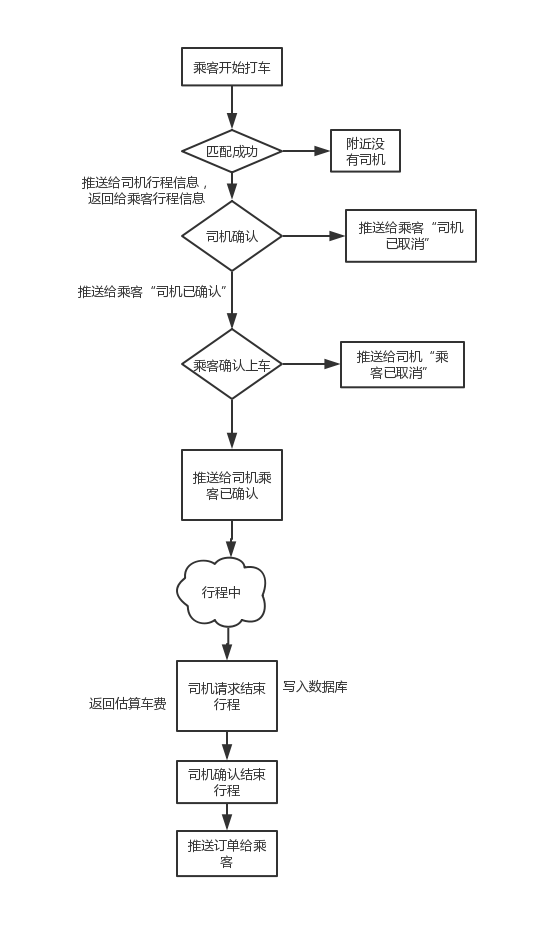 乘客开始打车
匹配成功
附近没
有司机
推送给司机行程信息，
返回给乘客行程信息
司机确认
推送给乘客“司机
已取消”
推送给乘客“司机已确认”
乘客确认上车
推送给司机“乘
客已取消”
推送给司机乘
客已确认
行程中
司机请求结束
行程
写入数据库
返回估算车费
司机确认结束
行程
推送订单给乘
客